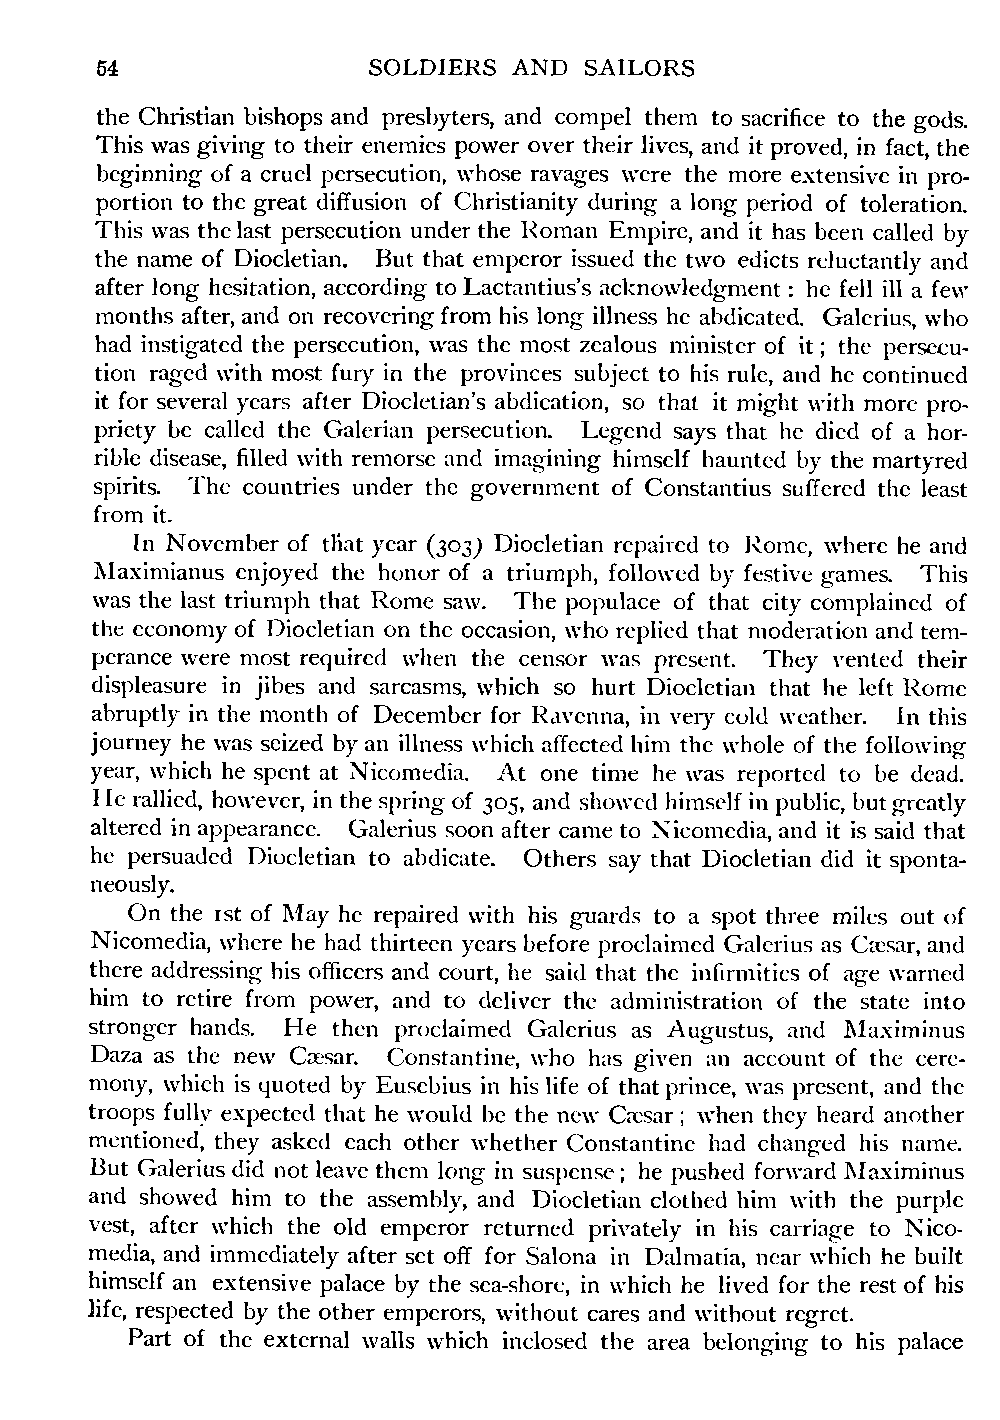 54 SOLDIERS AND SAILORS
the Christian bishops and presbyters, and compel them to sacrifice to the gods.
This was giving to their enemies power over their lives, and it proved, in fact, the
beginning of a cruel persecution, whose ravages were the more extensive in pro-
portion to the great diffusion of Christianity during a long period of toleration.
This was the last persecution under the Roman Empire, and it has been called by
the name of Diocletian. But that emperor issued the two edicts reluctantly and
after long hesitation, according to Lactantius's acknowledgment : he fell ill a few
months after, and on recovering from his long illness he abdicated. Galerius, who
had instigated the persecution, was the most zealous minister of it ; the persecu-
tion raged with most fury in the provinces subject to his rule, and he continued
it for several years after Diocletian's abdication, so that it might with more pro-
priety be called the Galerian persecution. Legend says that he died of a hor-
rible disease, filled with remorse and imagining himself haunted by the martyred
spirits. The countries under the government of Constantius suffered the least
from it.
In November of that year (303) Diocletian repaired to Rome, where he and
Maximianus enjoyed the honor of a triumph, followed by festive games. This
was the last triumph that Rome saw. The populace of that city complained of
the economy of Diocletian on the occasion, who replied that moderation and tem-
perance were most required when the censor was present. They vented their
displeasure in jibes and sarcasms, which so hurt Diocletian that he left Rome
abruptly in the month of December for Ravenna, in very cold weather. In this
journey he was seized by an illness which affected him the whole of the following
year, which he spent at Nicomedia. At one time he was reported to be dead.
He rallied, however, in the spring of 305, and showed himself in public, but greatly
altered in appearance. Galerius soon after came to Nicomedia, and it is said that
he persuaded Diocletian to abdicate. Others say that Diocletian did it sponta-
neously.
On the 1st of May he repaired with his guards to a spot three miles out of
Nicomedia, where he had thirteen years before proclaimed Galerius as Cæsar, and
there addressing his officers and court, he said that the infirmities of age warned
him to retire from power, and to deliver the administration of the state into
stronger hands. He then proclaimed Galerius as Augustus, and Maximinus
Daza as the new Cæsar. Constantine, who has given an account of the cere-
mony, which is quoted by Eusebius in his life of that prince, was present, and the
troops fully expected that he would be the new Cæsar ; when they heard another
mentioned, they asked each other whether Constantine had changed his name.
But Galerius did not leave them long in suspense ; he pushed forward Maximinus
and showed him to the assembly, and Diocletian clothed him with the purple
vest, after which the old emperor returned privately in his carriage to Nico-
media, and immediately after set off for Salona in Dalmatia, near which he built
himself an extensive palace by the sea-shore, in which he lived for the rest of his
life, respected by the other emperors, without cares and without regret.
Part of the external walls which inclosed the area belonging to his palace